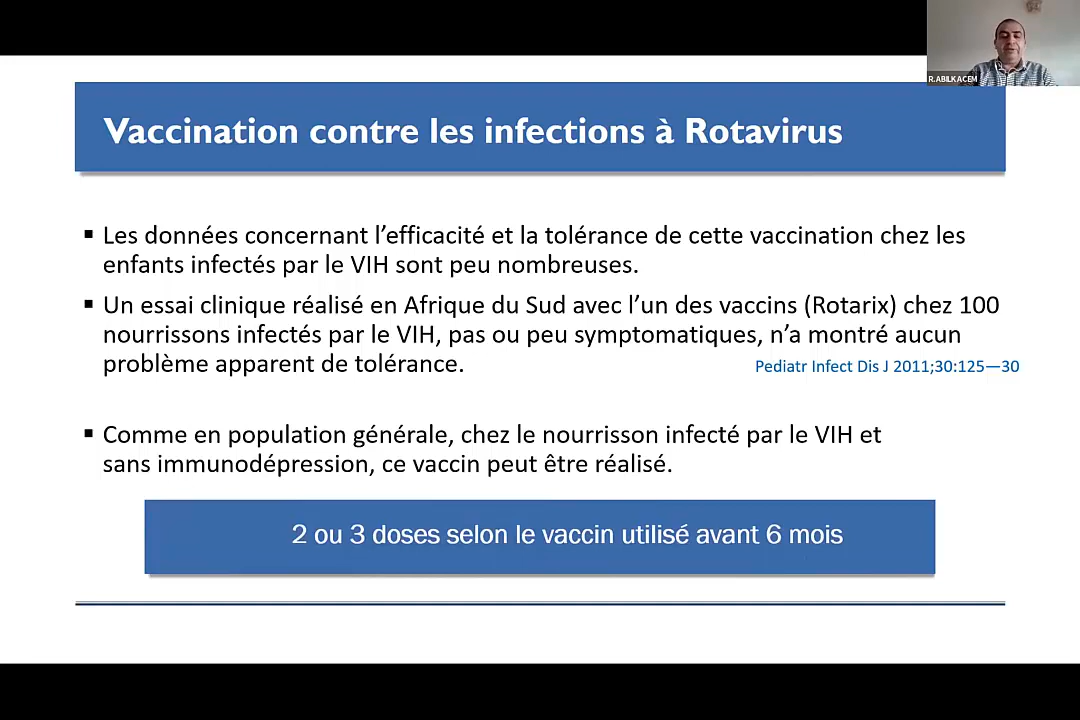 R.ABILKACEM
Vaccination contre les infections à Rotavirus
▪ Les données concernant l’efficacité et la tolérance de cette vaccination chez les
enfants infectés par le VIH sont peu nombreuses.
▪ Un essai clinique réalisé en Afrique du Sud avec l’un des vaccins (Rotarix) chez 100
nourrissons infectés par le VIH, pas ou peu symptomatiques, n’a montré aucun
problème apparent de tolérance.
Pediatr Infect Dis J 2011;30:125—30
▪ Comme en population générale, chez le nourrisson infecté par le VIH et
sans immunodépression, ce vaccin peut être réalisé.
2 ou 3 doses selon le vaccin utilisé avant 6 mois